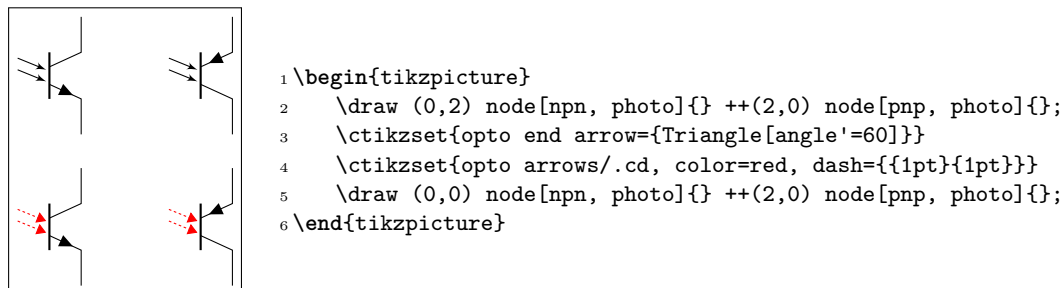 1 \begin{tikzpicture}
2     \draw (0,2) node[npn, photo]{} ++(2,0) node[pnp, photo]{};
3     \ctikzset{opto end arrow={Triangle[angle'=60]}}
4     \ctikzset{opto arrows/.cd, color=red, dash={{1pt}{1pt}}}
5     \draw (0,0) node[npn, photo]{} ++(2,0) node[pnp, photo]{};
6 \end{tikzpicture}